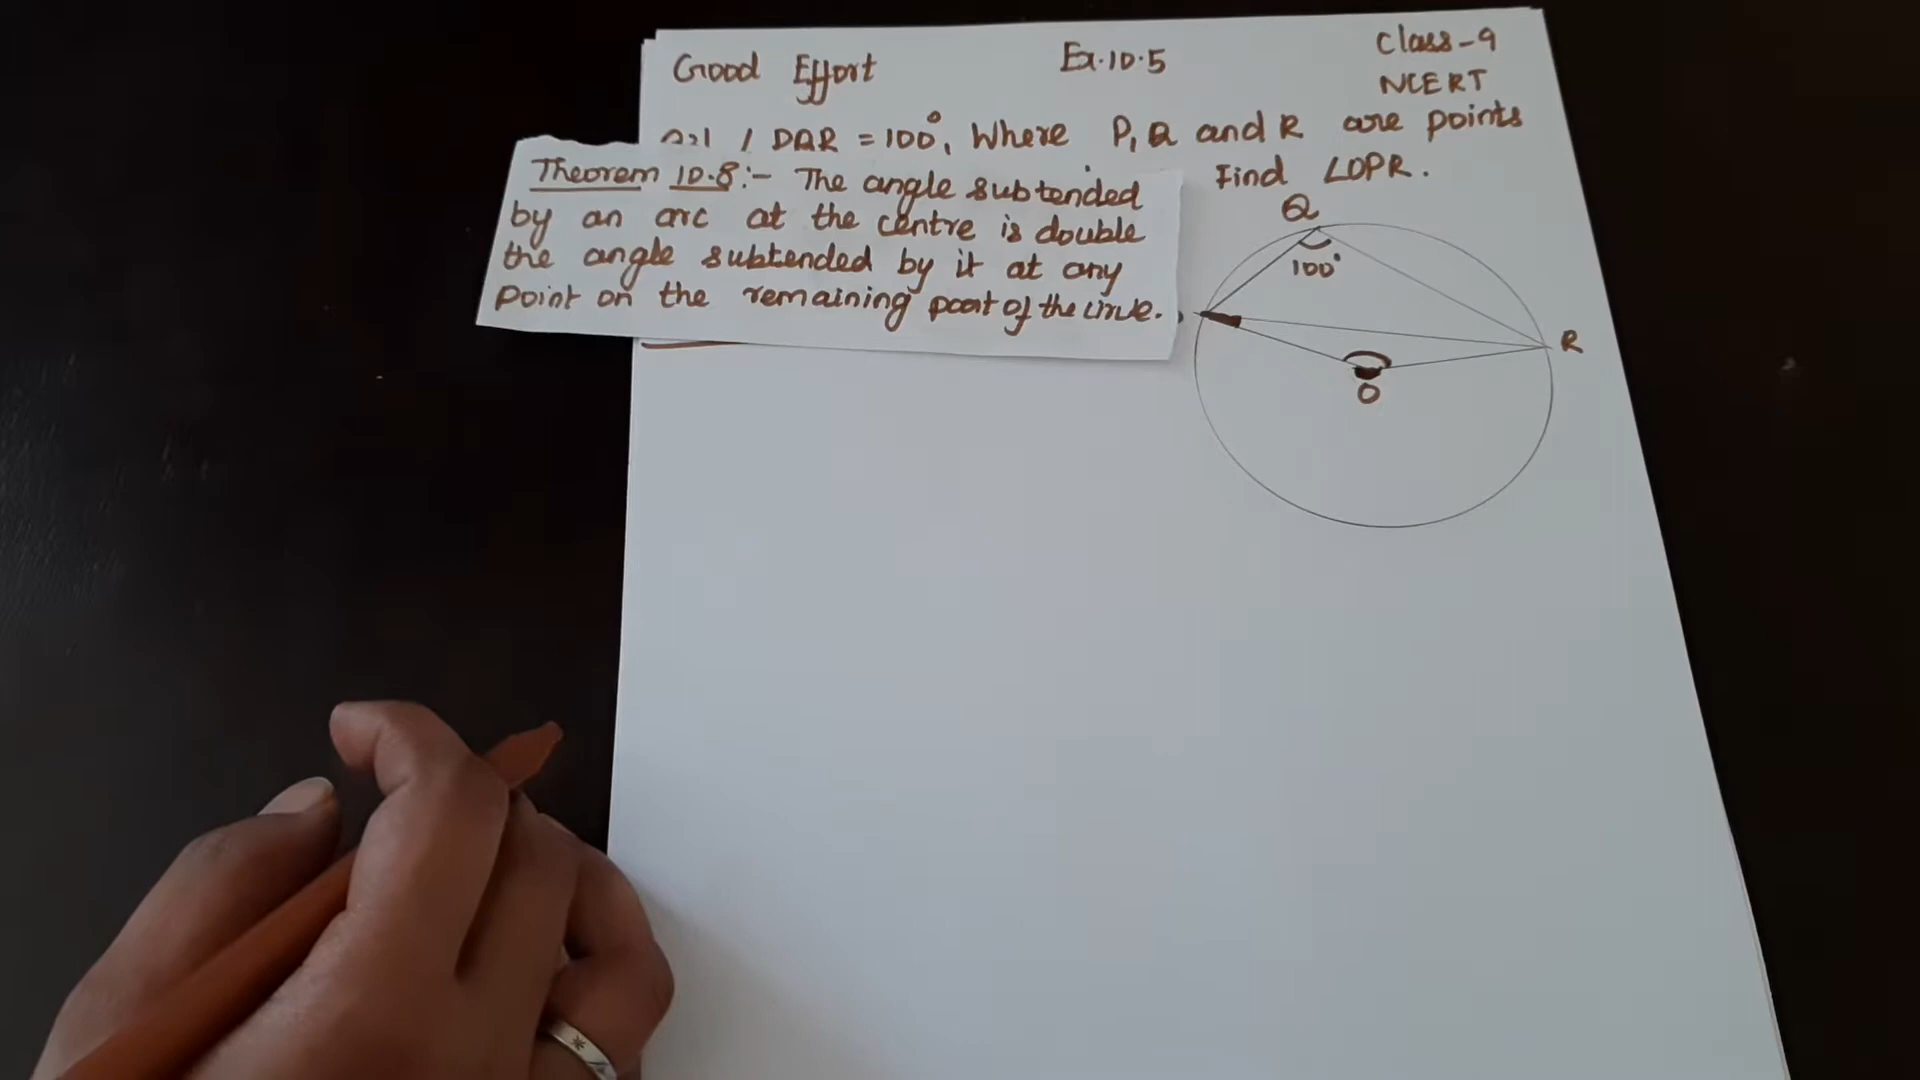 Good Effort
Ex.10.5
Class-9
NCERT
∠PQR = 100°, Where P, Q and R are points
Find ∠OPR.
Theorem 10.8:- The angle subtended
by an arc at the centre is double
the angle subtended by it at any
point on the remaining part of the circle.
Q
100°
R
O